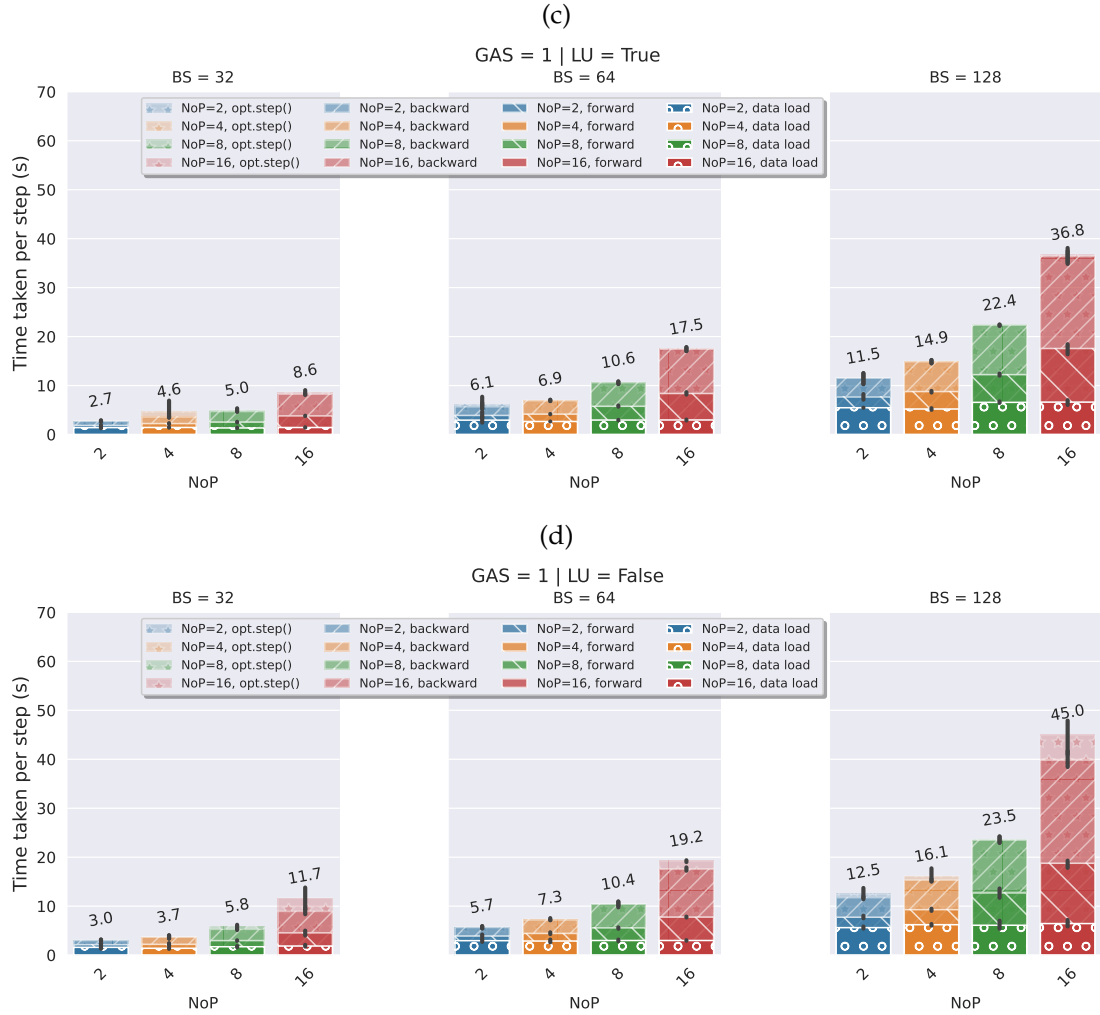 (c)
GAS = 1 | LU = True
BS = 32 BS = 64 BS = 128
NoP=2, opt.step() NoP=2, backward NoP=2, forward NoP=2, data load
NoP=4, opt.step() NoP=4, backward NoP=4, forward NoP=4, data load
NoP=8, opt.step() NoP=8, backward NoP=8, forward NoP=8, data load
NoP=16, opt.step() NoP=16, backward NoP=16, forward NoP=16, data load
Time taken per step (s)
70
60
50
40
30
20
10
0
2.7 4.6 5.0 8.6
6.1 6.9 10.6 17.5
11.5 14.9 22.4 36.8
2 4 8 16 2 4 8 16 2 4 8 16
NoP NoP NoP
(d)
GAS = 1 | LU = False
BS = 32 BS = 64 BS = 128
NoP=2, opt.step() NoP=2, backward NoP=2, forward NoP=2, data load
NoP=4, opt.step() NoP=4, backward NoP=4, forward NoP=4, data load
NoP=8, opt.step() NoP=8, backward NoP=8, forward NoP=8, data load
NoP=16, opt.step() NoP=16, backward NoP=16, forward NoP=16, data load
Time taken per step (s)
70
60
50
40
30
20
10
0
3.0 3.7 5.8 11.7
5.7 7.3 10.4 19.2
12.5 16.1 23.5 45.0
2 4 8 16 2 4 8 16 2 4 8 16
NoP NoP NoP